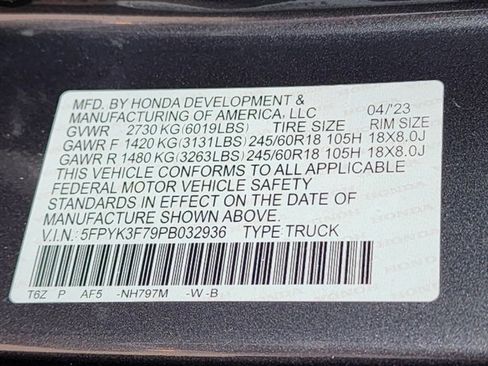 MFD. BY HONDA DEVELOPMENT &
MANUFACTURING OF AMERICA, LLC 04/'23
GVWR 2730 KG(6019LBS) TIRE SIZE RIM SIZE
GAWR F 1420 KG(3131LBS) 245/60R18 105H 18X8.0J
GAWR R 1480 KG(3263LBS) 245/60R18 105H 18X8.0J
THIS VEHICLE CONFORMS TO ALL APPLICABLE
FEDERAL MOTOR VEHICLE SAFETY
STANDARDS IN EFFECT ON THE DATE OF
MANUFACTURE SHOWN ABOVE.
V.I.N: 5FPYK3F79PB032936 TYPE:TRUCK
T6Z P AF5 -NH797M -W-B